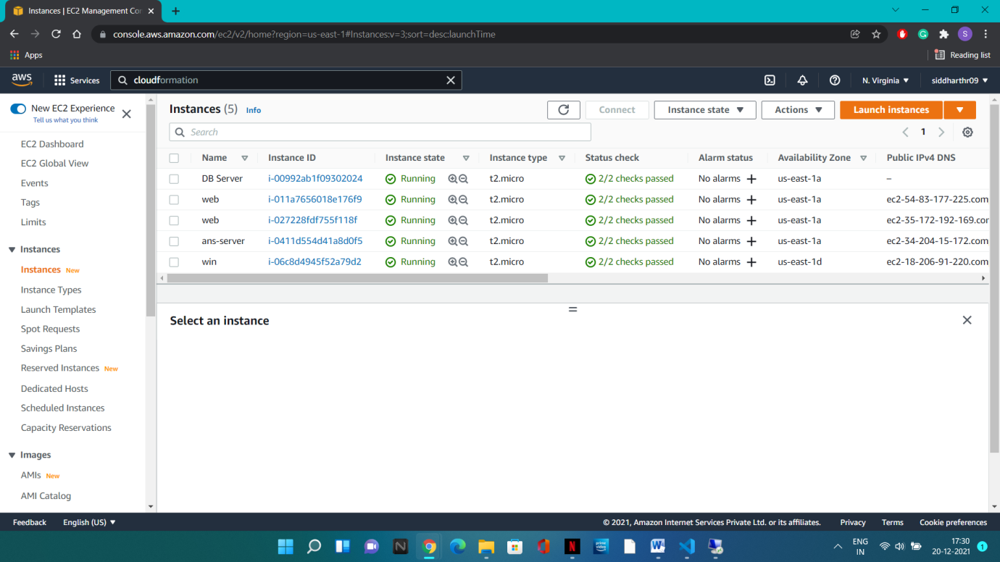 Instances | EC2 Management Con
console.aws.amazon.com/ec2/v2/home?region=us-east-1#Instances:v=3;sort=desc:launchTime
S
Apps
Reading list
aws
Services
cloudformation
N. Virginia
siddharthr09
New EC2 Experience
Tell us what you think
EC2 Dashboard
EC2 Global View
Events
Tags
Limits
Instances
Instances New
Instance Types
Launch Templates
Spot Requests
Savings Plans
Reserved Instances New
Dedicated Hosts
Scheduled Instances
Capacity Reservations
Images
AMIs New
AMI Catalog
Instances (5) Info
Connect
Instance state
Actions
Launch instances
Search
1
Name Instance ID Instance state Instance type Status check Alarm status Availability Zone Public IPv4 DNS
DB Server i-00992ab1f09302024 Running t2.micro 2/2 checks passed No alarms + us-east-1a –
web i-011a7656018e176f9 Running t2.micro 2/2 checks passed No alarms + us-east-1a ec2-54-83-177-225.com
web i-027228fdf755f118f Running t2.micro 2/2 checks passed No alarms + us-east-1a ec2-35-172-192-169.cor
ans-server i-0411d554d41a8d0f5 Running t2.micro 2/2 checks passed No alarms + us-east-1a ec2-34-204-15-172.com
win i-06c8d4945f52a79d2 Running t2.micro 2/2 checks passed No alarms + us-east-1d ec2-18-206-91-220.com
Select an instance
Feedback
English (US)
© 2021, Amazon Internet Services Private Ltd. or its affiliates.
Privacy
Terms
Cookie preferences
N
N
prime video
W
ENG
IN
17:30
20-12-2021
1